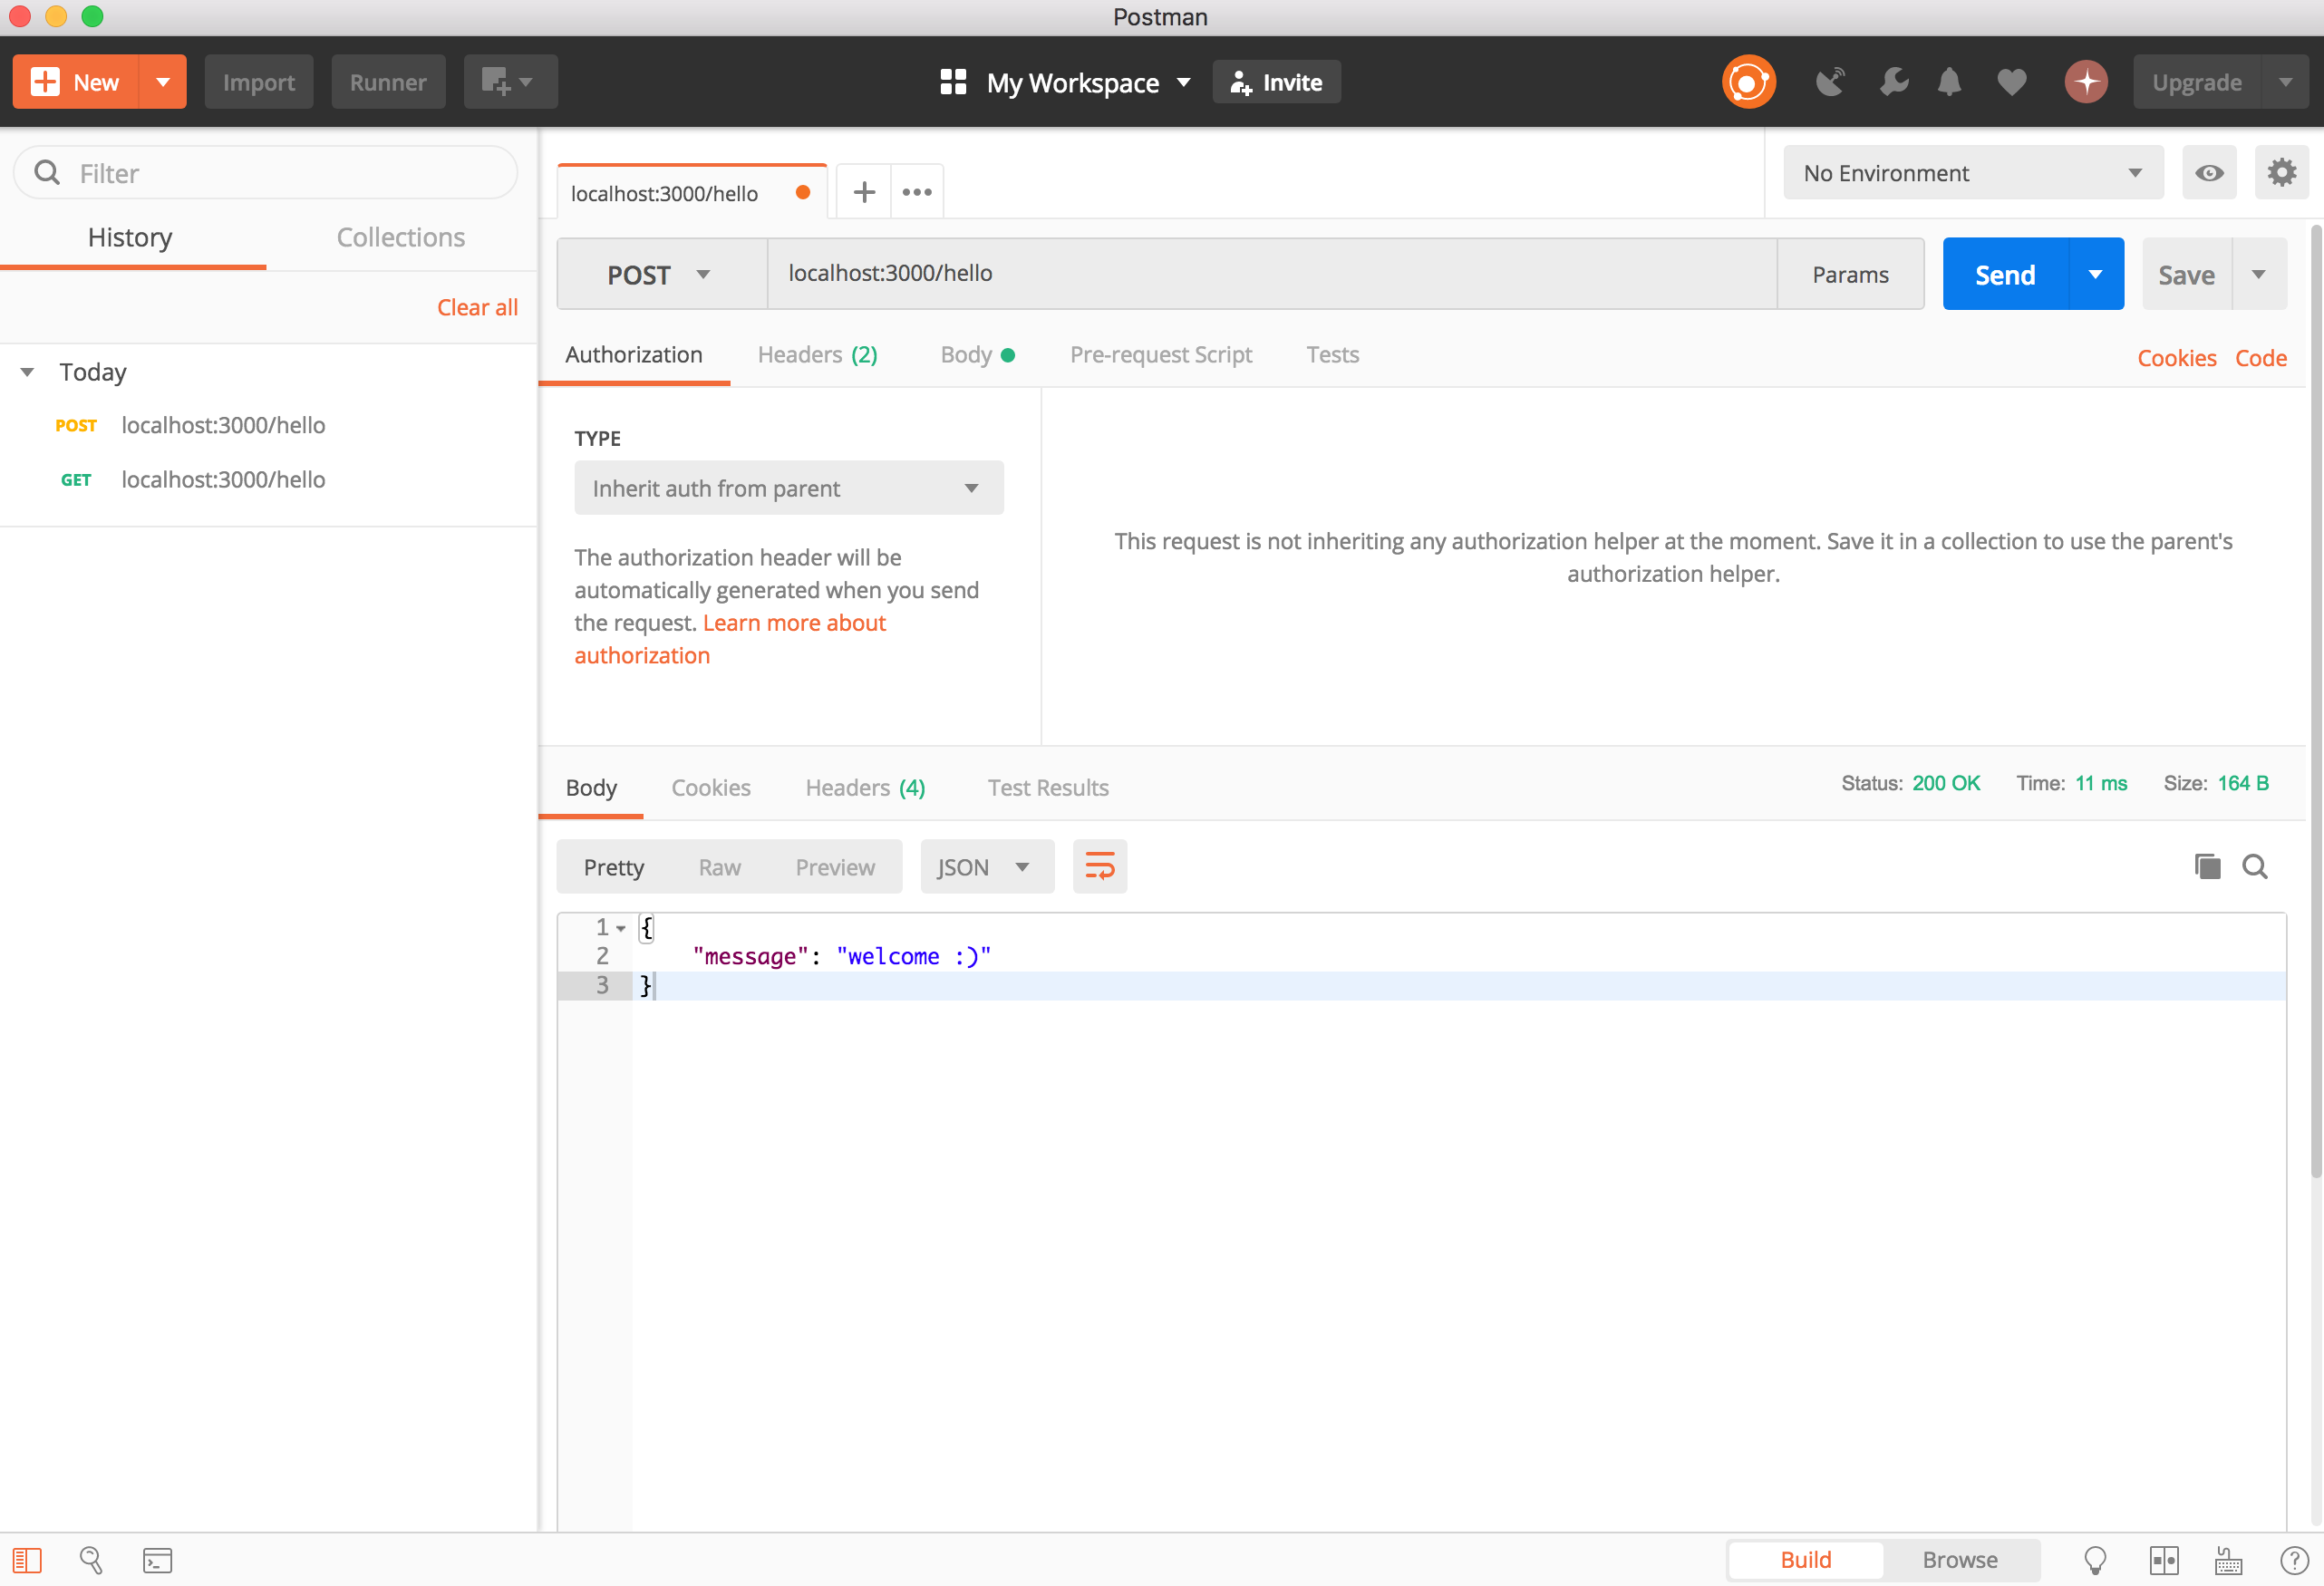 Postman
New
Import
Runner
My Workspace
Invite
Upgrade
Filter
History
Collections
Clear all
Today
POST localhost:3000/hello
GET localhost:3000/hello
localhost:3000/hello
No Environment
POST
localhost:3000/hello
Params
Send
Save
Authorization
Headers (2)
Body
Pre-request Script
Tests
Cookies
Code
TYPE
Inherit auth from parent
The authorization header will be
automatically generated when you send
the request. Learn more about
authorization
This request is not inheriting any authorization helper at the moment. Save it in a collection to use the parent's
authorization helper.
Body
Cookies
Headers (4)
Test Results
Status: 200 OK
Time: 11 ms
Size: 164 B
Pretty
Raw
Preview
JSON
1 {
2 "message": "welcome :)"
3 }
Build
Browse